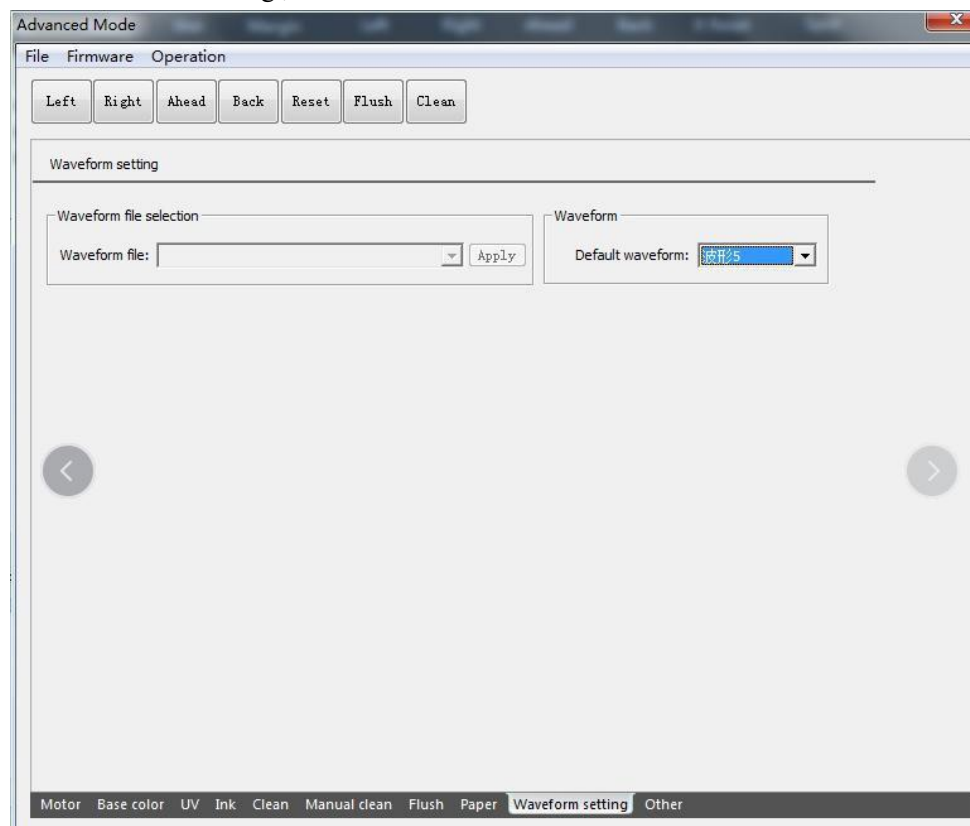 Advanced Mode
File Firmware Operation
Left Right Ahead Back Reset Flush Clean
Waveform setting
Waveform file selection
Waveform
Waveform file:
Apply
Default waveform: 波形5
Motor Base color UV Ink Clean Manual clean Flush Paper Waveform setting Other